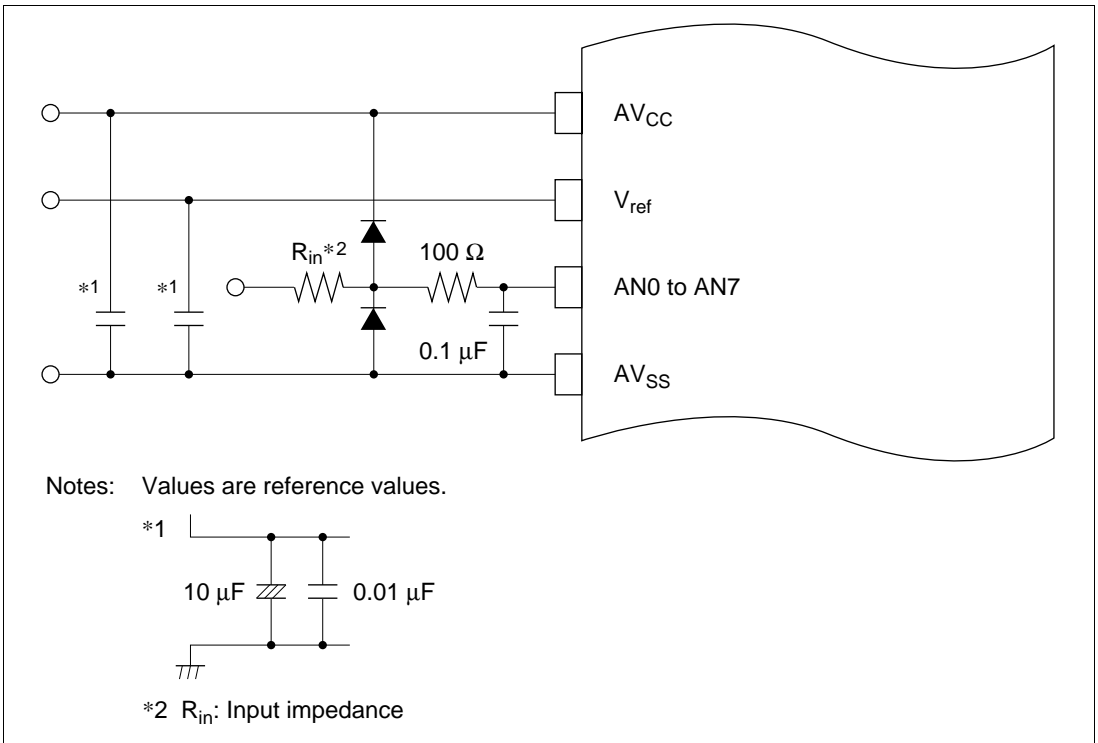 AVCC
Vref
Rin*2
100 Ω
*1
*1
AN0 to AN7
0.1 μF
AVSS
Notes: Values are reference values.
*1
10 μF
0.01 μF
*2 Rin: Input impedance